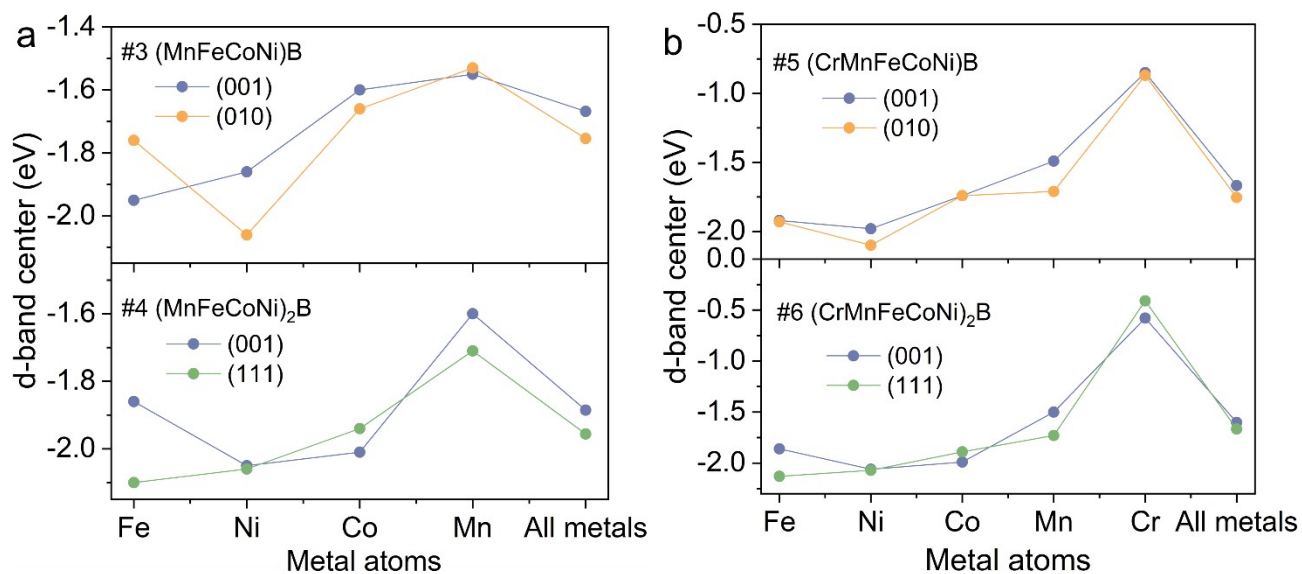 a
d-band center (eV)
-1.4
-1.6
-1.8
-2.0
#3 (MnFeCoNi)B
(001)
(010)
-1.6
-1.8
-2.0
#4 (MnFeCoNi)₂B
(001)
(111)
Fe Ni Co Mn All metals
Metal atoms
b
d-band center (eV)
-0.5
-1.0
-1.5
-2.0
#5 (CrMnFeCoNi)B
(001)
(010)
0.0
-0.5
-1.0
-1.5
-2.0
#6 (CrMnFeCoNi)₂B
(001)
(111)
Fe Ni Co Mn Cr All metals
Metal atoms